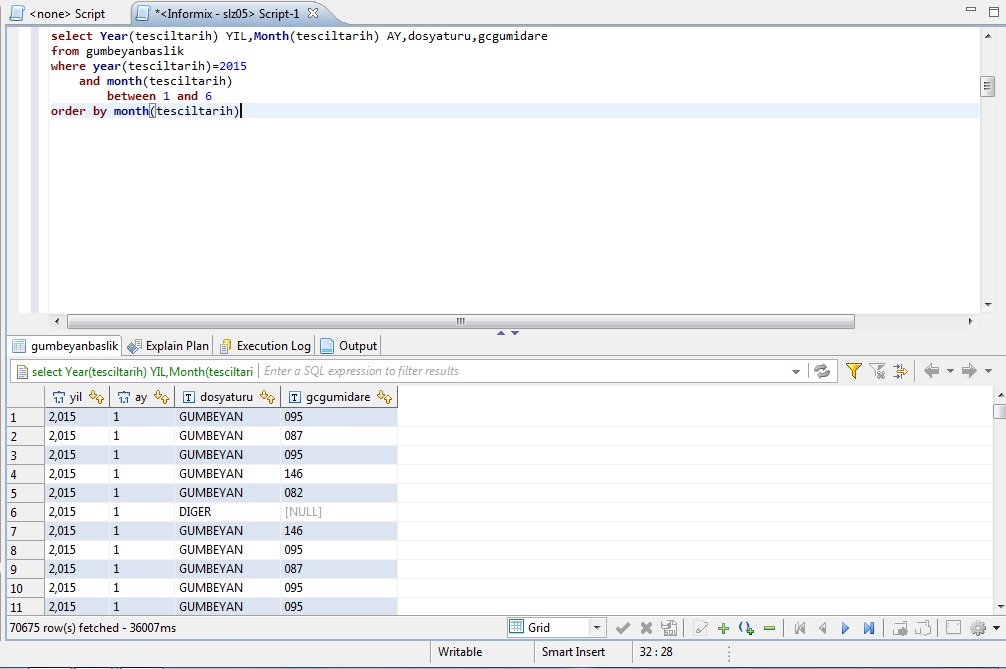 <none> Script
*<Informix - slz05> Script-1
select Year(tesciltarih) YIL,Month(tesciltarih) AY,dosyaturu,gcgumidare
from gumbeyanbaslik
where year(tesciltarih)=2015
and month(tesciltarih)
between 1 and 6
order by month(tesciltarih)
gumbeyanbaslik Explain Plan Execution Log Output
select Year(tesciltarih) YIL,Month(tesciltari Enter a SQL expression to filter results
yil ay dosyaturu gcgumidare
1 2,015 1 GUMBEYAN 095
2 2,015 1 GUMBEYAN 087
3 2,015 1 GUMBEYAN 095
4 2,015 1 GUMBEYAN 146
5 2,015 1 GUMBEYAN 082
6 2,015 1 DIGER [NULL]
7 2,015 1 GUMBEYAN 146
8 2,015 1 GUMBEYAN 095
9 2,015 1 GUMBEYAN 087
10 2,015 1 GUMBEYAN 095
11 2,015 1 GUMBEYAN 095
70675 row(s) fetched - 36007ms Grid
Writable Smart Insert 32 : 28